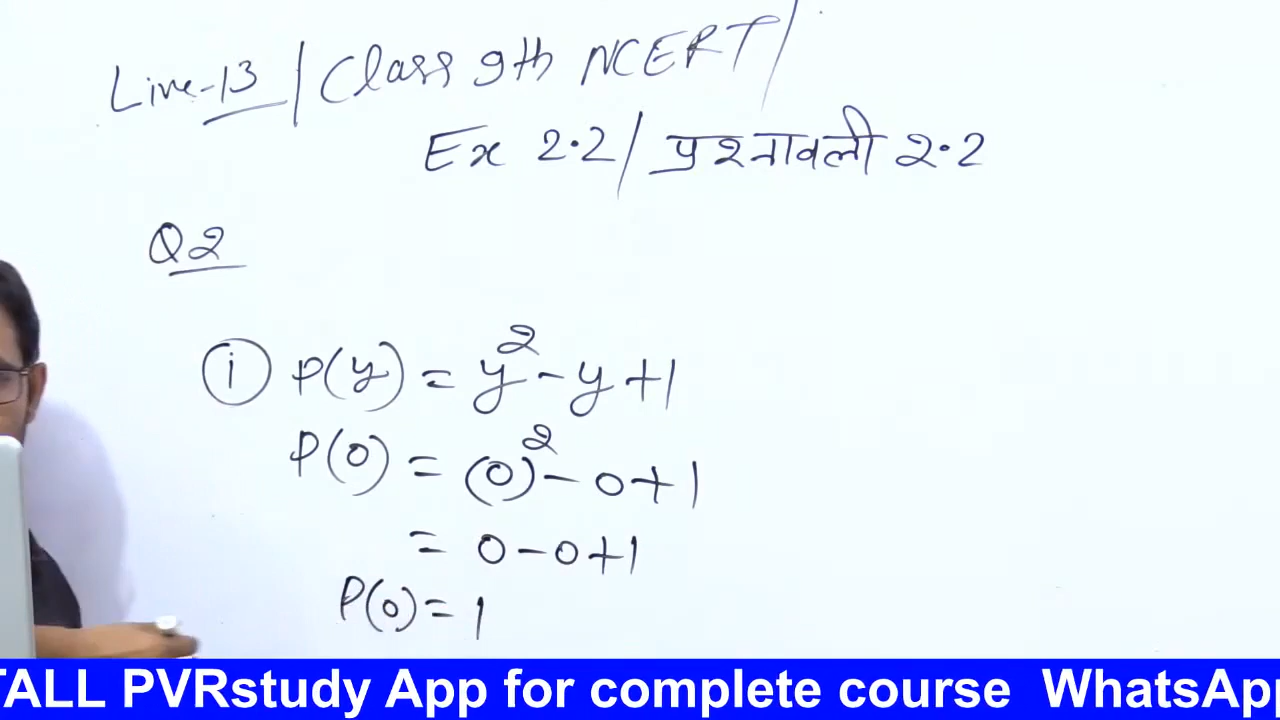 Live-13 / Class 9th NCERT /
Ex 2.2 / प्रश्नावली 2.2
Q2
(i) P(y) = y² - y + 1
P(0) = (0)² - 0 + 1
= 0 - 0 + 1
P(0) = 1
TALL PVRstudy App for complete course WhatsApp